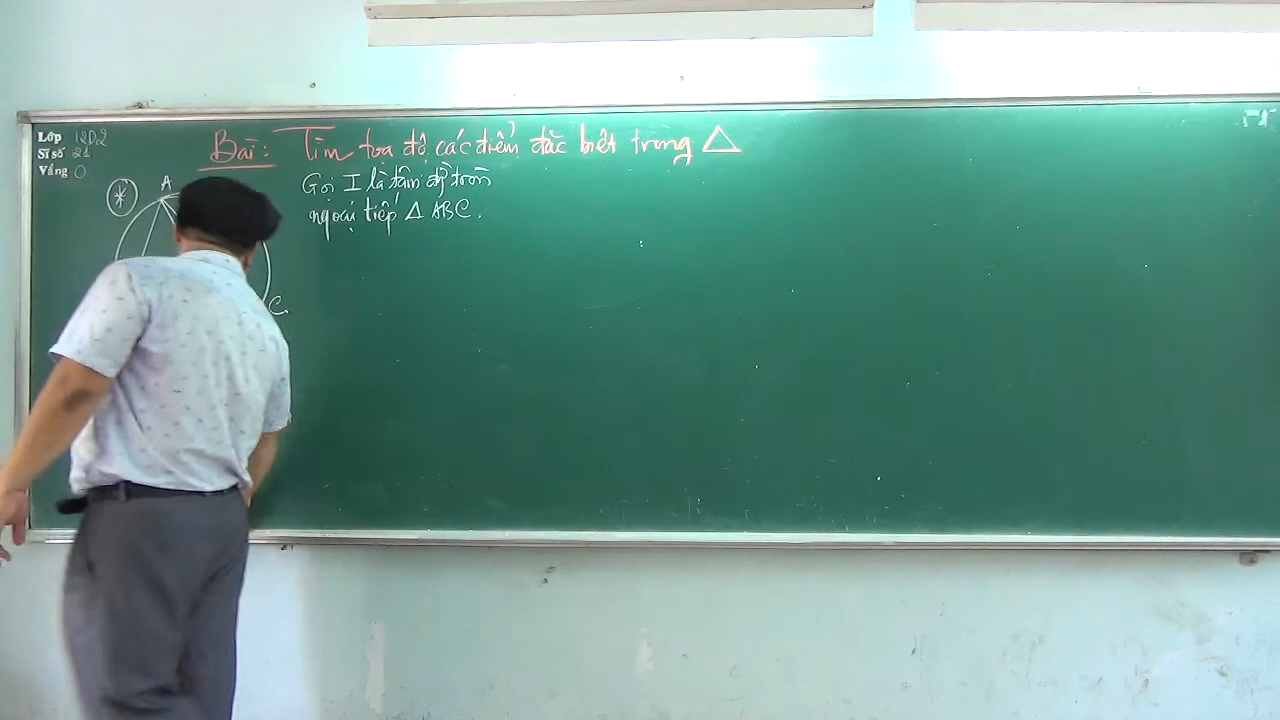 Lớp 12D2
Sĩ số 21
Vắng 0
Bài: Tìm tọa độ các điểm đặc biệt trong △
Gọi I là tâm đg tròn
ngoại tiếp △ ABC.
*
A
C